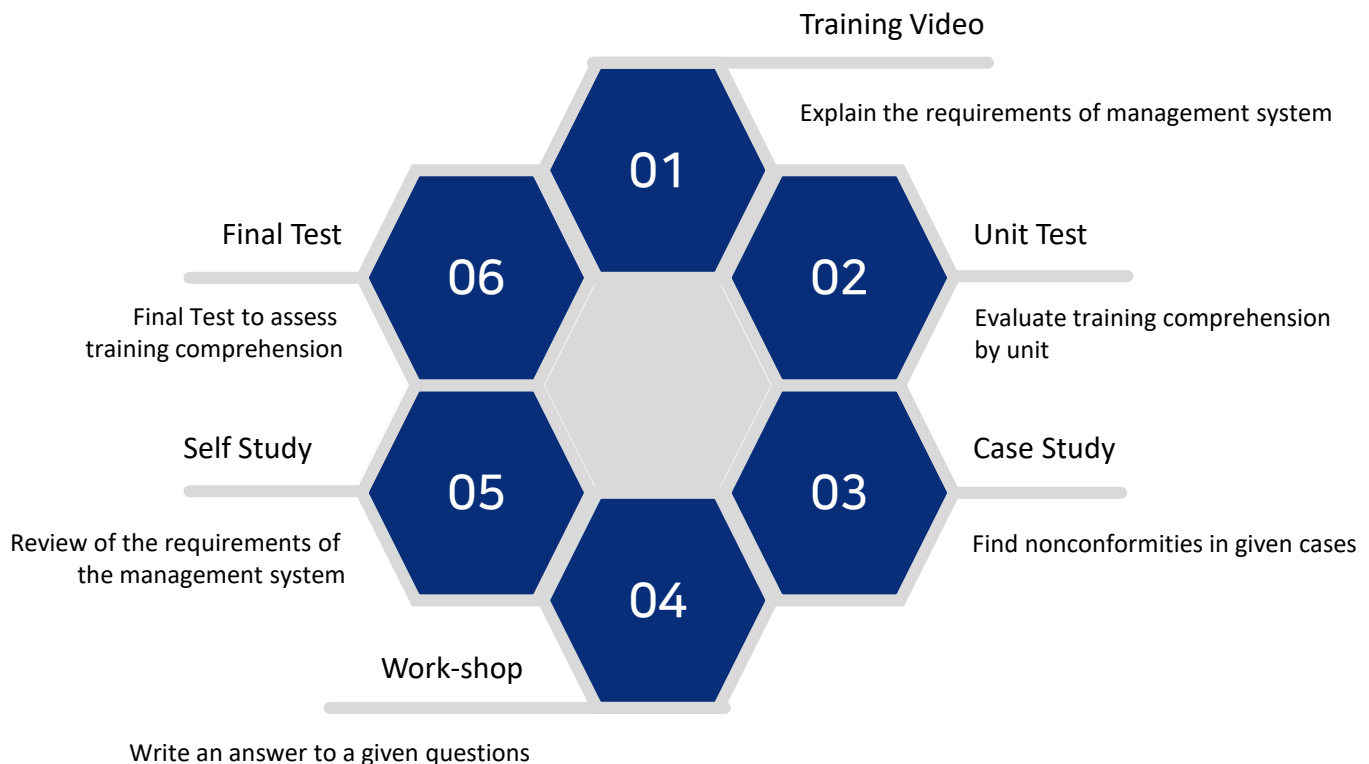 Training Video
Explain the requirements of management system
01
Unit Test
02
Evaluate training comprehension
by unit
Case Study
03
Find nonconformities in given cases
04
Work-shop
Write an answer to a given questions
Self Study
05
Review of the requirements of
the management system
Final Test
06
Final Test to assess
training comprehension